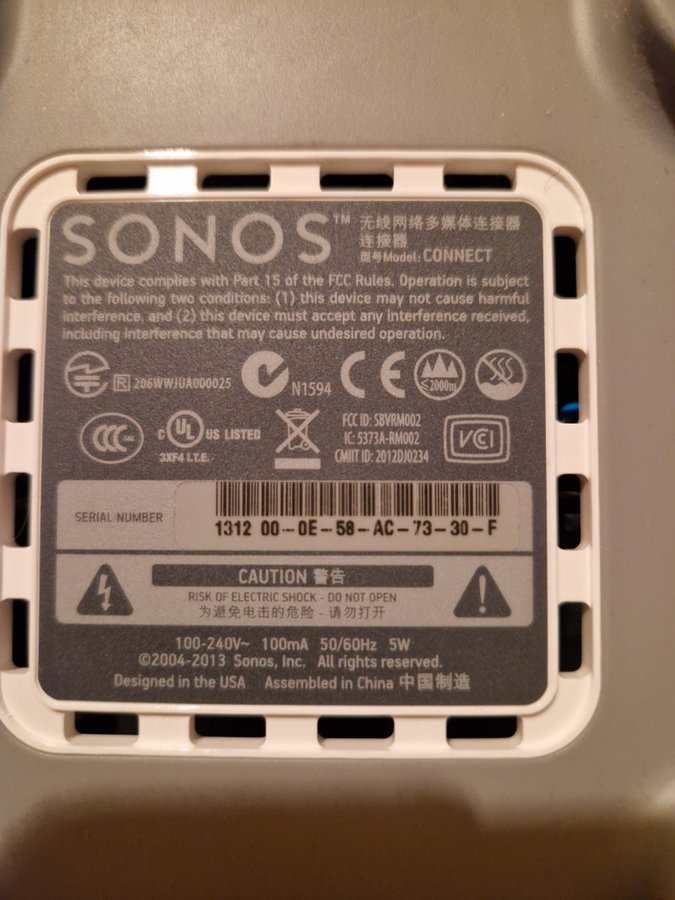 SONOS™ 无线网络多媒体连接器
连接器
型号Model: CONNECT
This device complies with Part 15 of the FCC Rules. Operation is subject
to the following two conditions: (1) this device may not cause harmful
interference, and (2) this device must accept any interference received,
including interference that may cause undesired operation.
R 206WWJUA000025
N1594
CE
≤2000m
CCC
c UL US LISTED
3XF4 I.T.E.
FCC ID: SBVRM002
IC: 5373A-RM002
CMIIT ID: 2012DJ0234
VCI
SERIAL NUMBER
1312 00-0E-58-AC-73-30-F
CAUTION 警告
RISK OF ELECTRIC SHOCK - DO NOT OPEN
为避免电击的危险 - 请勿打开
100-240V~ 100mA 50/60Hz 5W
©2004-2013 Sonos, Inc. All rights reserved.
Designed in the USA Assembled in China 中国制造